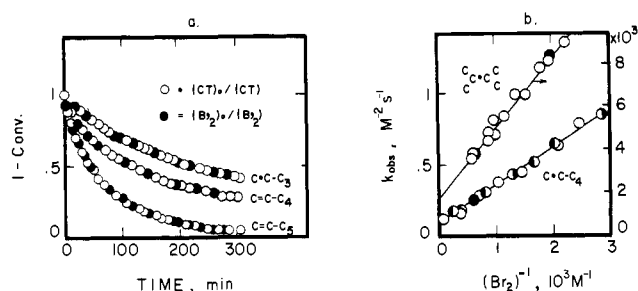 a.
1 - Conv.
1
.5
0
0 100 200 300
TIME, min
○ = (CT)₀/(CT)
● = (Br₂)₀/(Br₂)
C=C-C₃
C=C-C₄
C=C-C₅
b.
k_obs, M⁻²s⁻¹
1
.5
0
0 1 2 3
(Br₂)⁻¹, 10³M⁻¹
C C=C C
C C
C=C-C₄
x10³
8
6
4
2
0